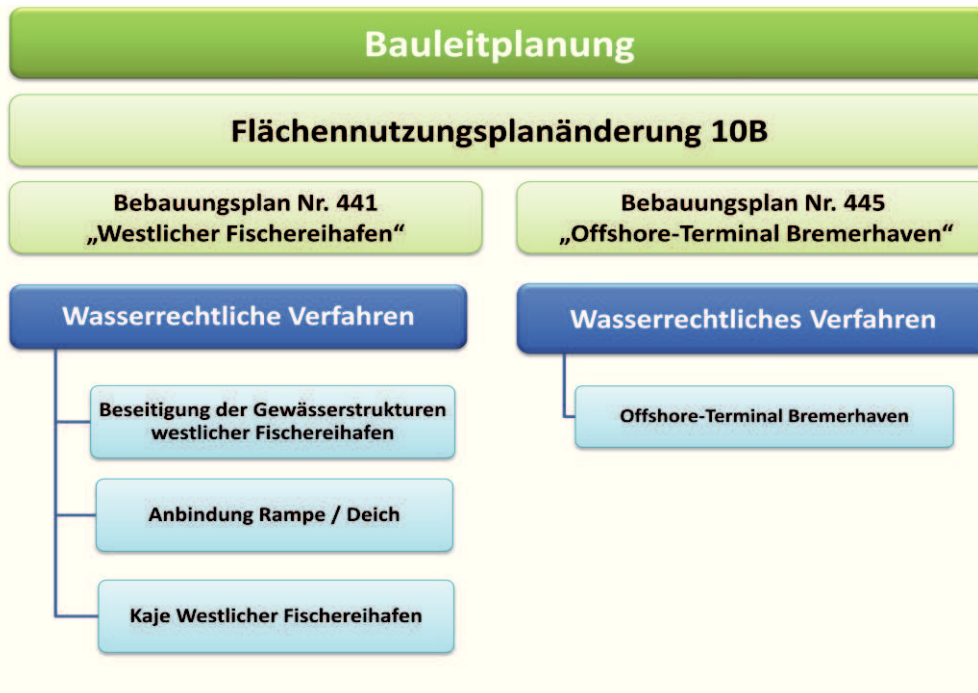 Bauleitplanung
Flächennutzungsplanänderung 10B
Bebauungsplan Nr. 441
„Westlicher Fischereihafen“
Bebauungsplan Nr. 445
„Offshore-Terminal Bremerhaven“
Wasserrechtliche Verfahren
Beseitigung der Gewässerstrukturen
westlicher Fischereihafen
Anbindung Rampe / Deich
Kaje Westlicher Fischereihafen
Wasserrechtliches Verfahren
Offshore-Terminal Bremerhaven